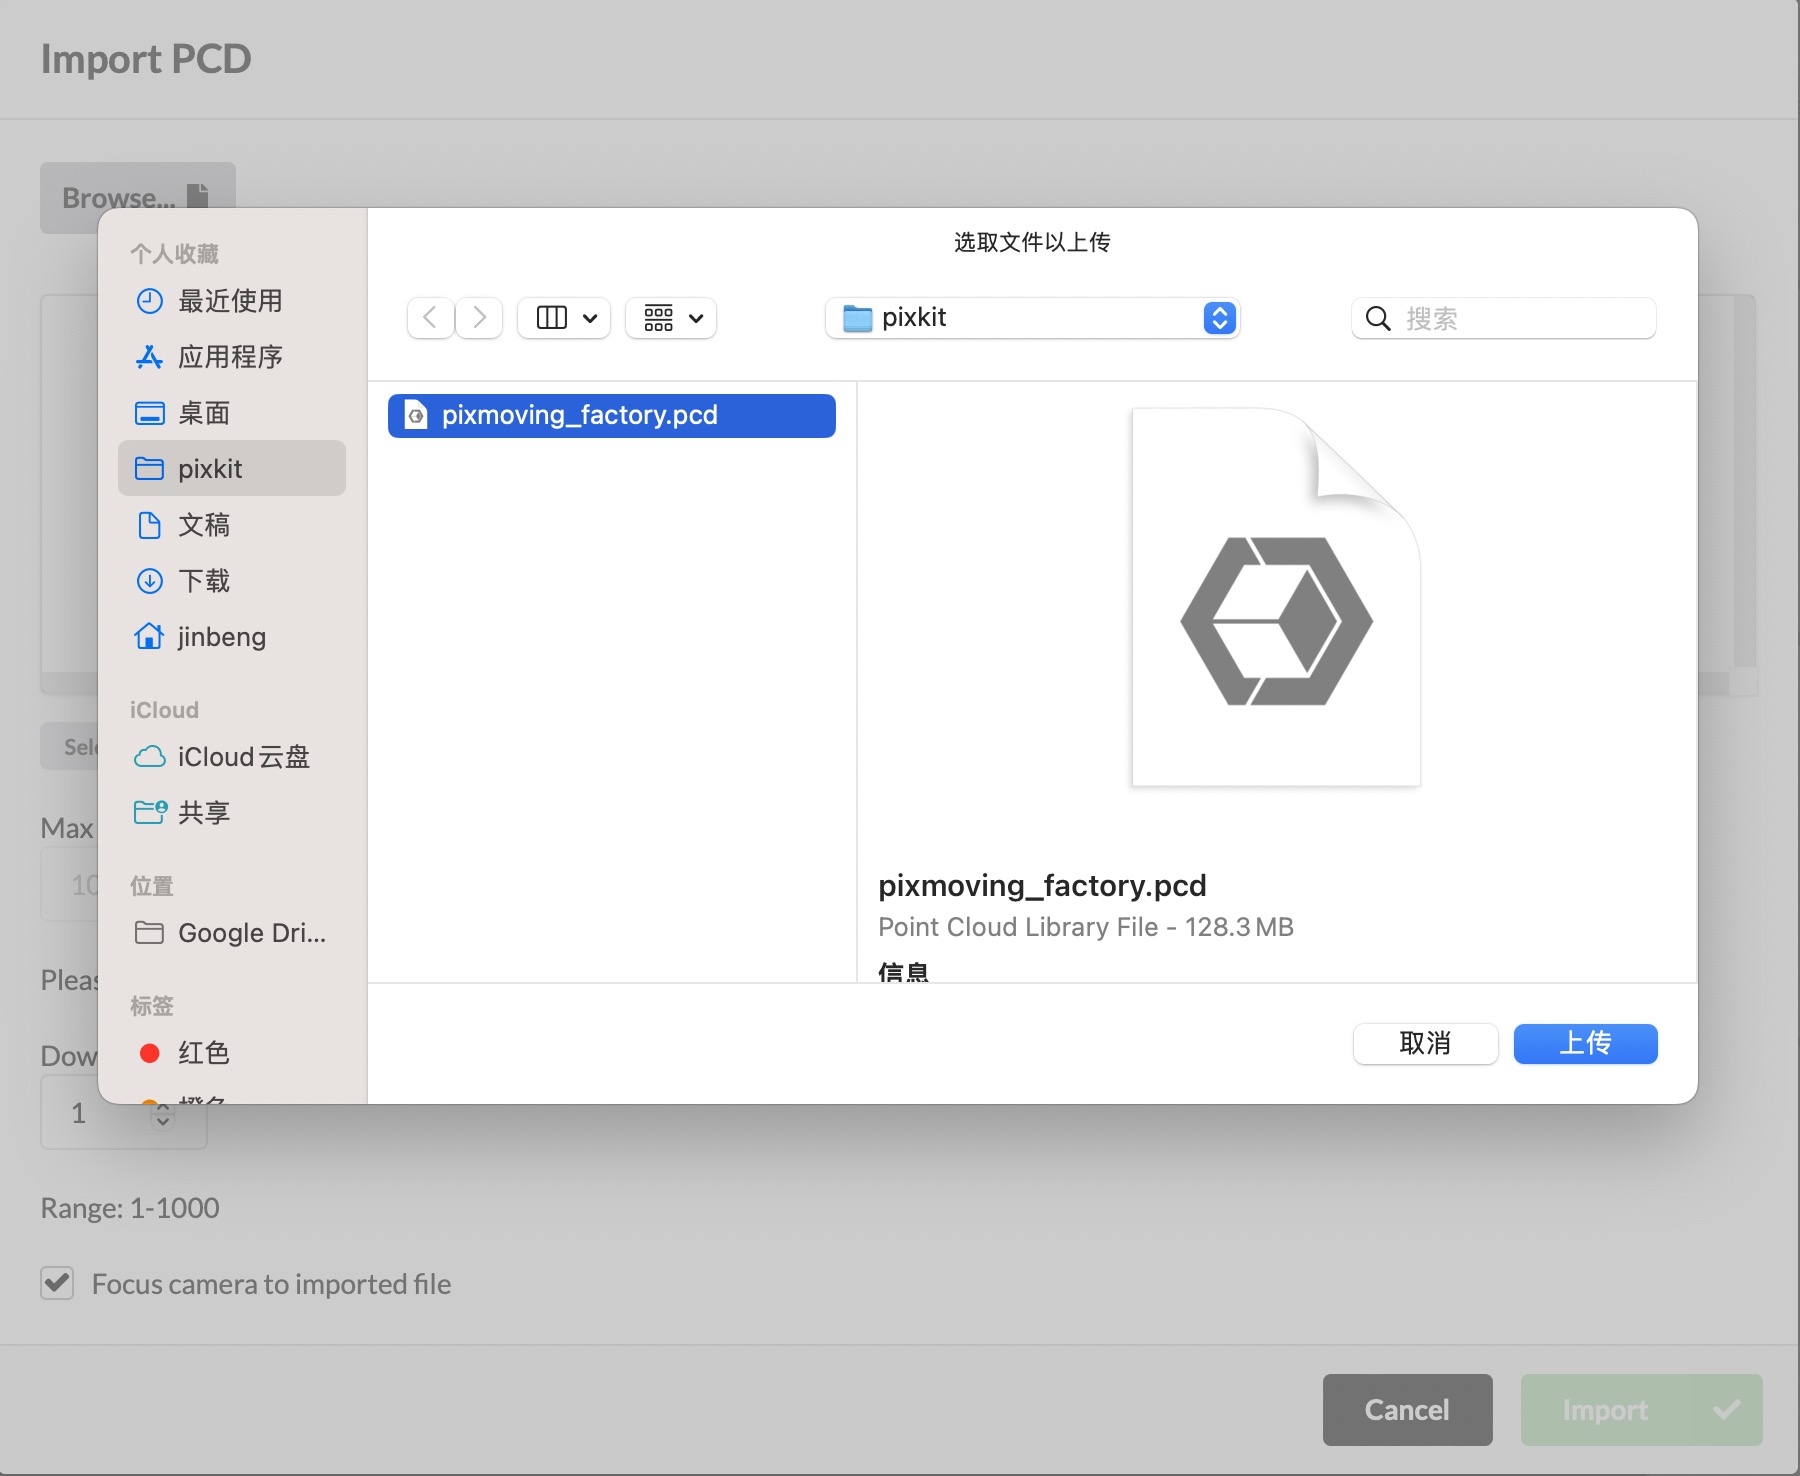 Import PCD
Browse...
选取文件以上传
个人收藏
最近使用
应用程序
桌面
pixkit
文稿
下载
jinbeng
iCloud
iCloud云盘
共享
位置
Google Dri...
标签
红色
橙色
pixkit
搜索
pixmoving_factory.pcd
pixmoving_factory.pcd
Point Cloud Library File - 128.3 MB
信息
取消
上传
Max
10
1
Range: 1-1000
Focus camera to imported file
Cancel
Import